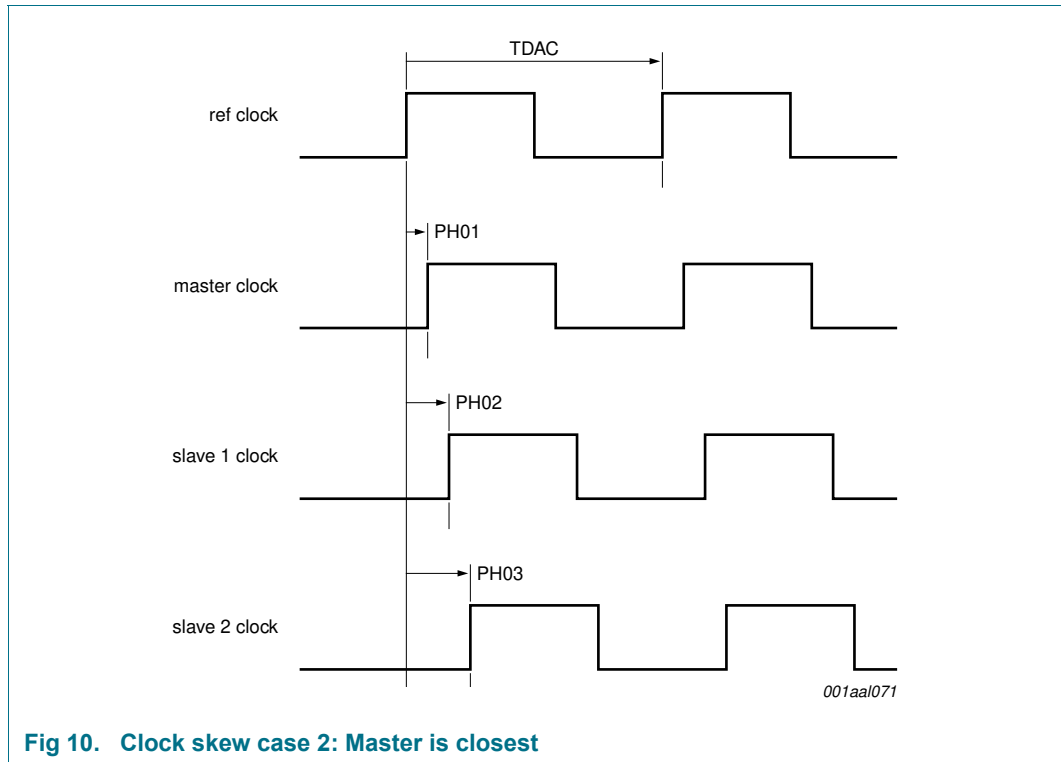 TDAC
ref clock
PH01
master clock
PH02
slave 1 clock
PH03
slave 2 clock
001aal071
Fig 10. Clock skew case 2: Master is closest